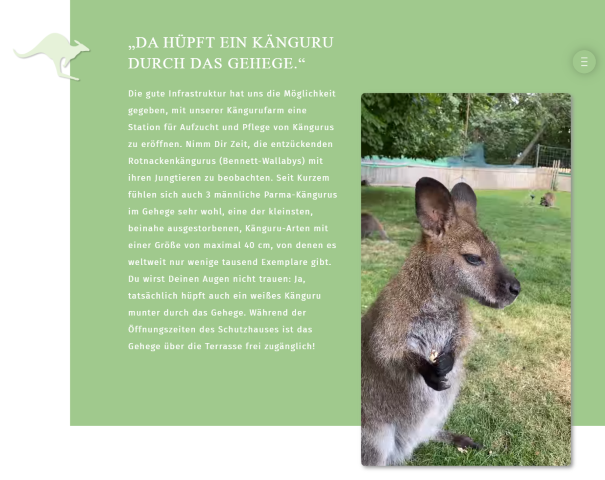 „DA HÜPFT EIN KÄNGURU
DURCH DAS GEHEGE.“
Die gute Infrastruktur hat uns die Möglichkeit
gegeben, mit unserer Kängurufarm eine
Station für Aufzucht und Pflege von Kängurus
zu eröffnen. Nimm Dir Zeit, die entzückenden
Rotnackenkängurus (Bennett-Wallabys) mit
ihren Jungtieren zu beobachten. Seit Kurzem
fühlen sich auch 3 männliche Parma-Kängurus
im Gehege sehr wohl, eine der kleinsten,
beinahe ausgestorbenen, Känguru-Arten mit
einer Größe von maximal 40 cm, von denen es
weltweit nur wenige tausend Exemplare gibt.
Du wirst Deinen Augen nicht trauen: Ja,
tatsächlich hüpft auch ein weißes Känguru
munter durch das Gehege. Während der
Öffnungszeiten des Schutzhauses ist das
Gehege über die Terrasse frei zugänglich!